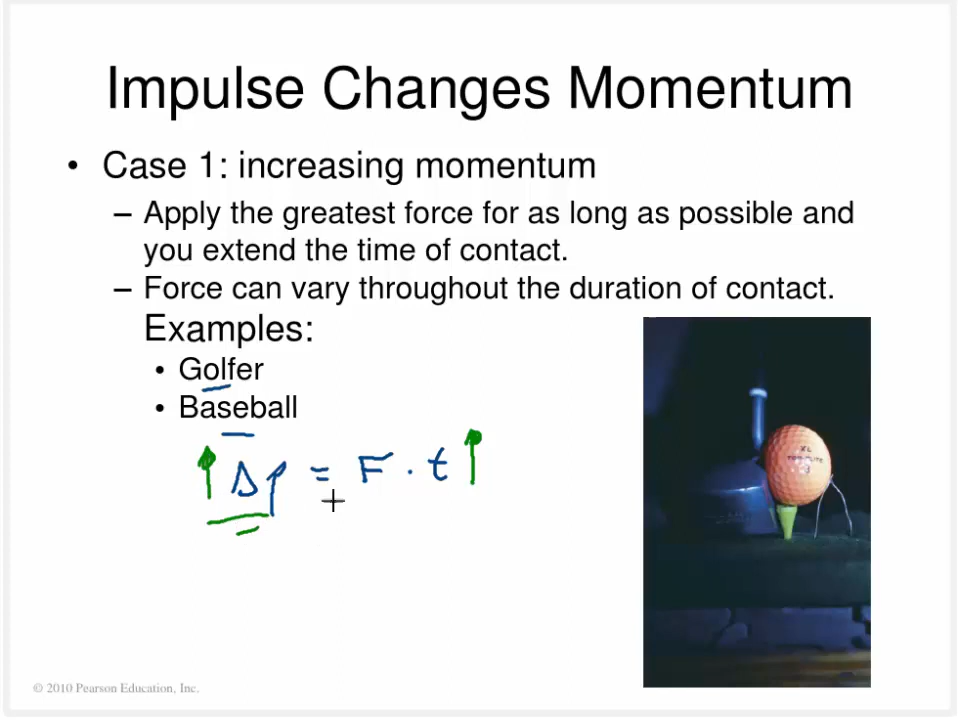 Impulse Changes Momentum
• Case 1: increasing momentum
– Apply the greatest force for as long as possible and
you extend the time of contact.
– Force can vary throughout the duration of contact.
Examples:
• Golfer
• Baseball
↑ Δp = F · t ↑
XL
© 2010 Pearson Education, Inc.